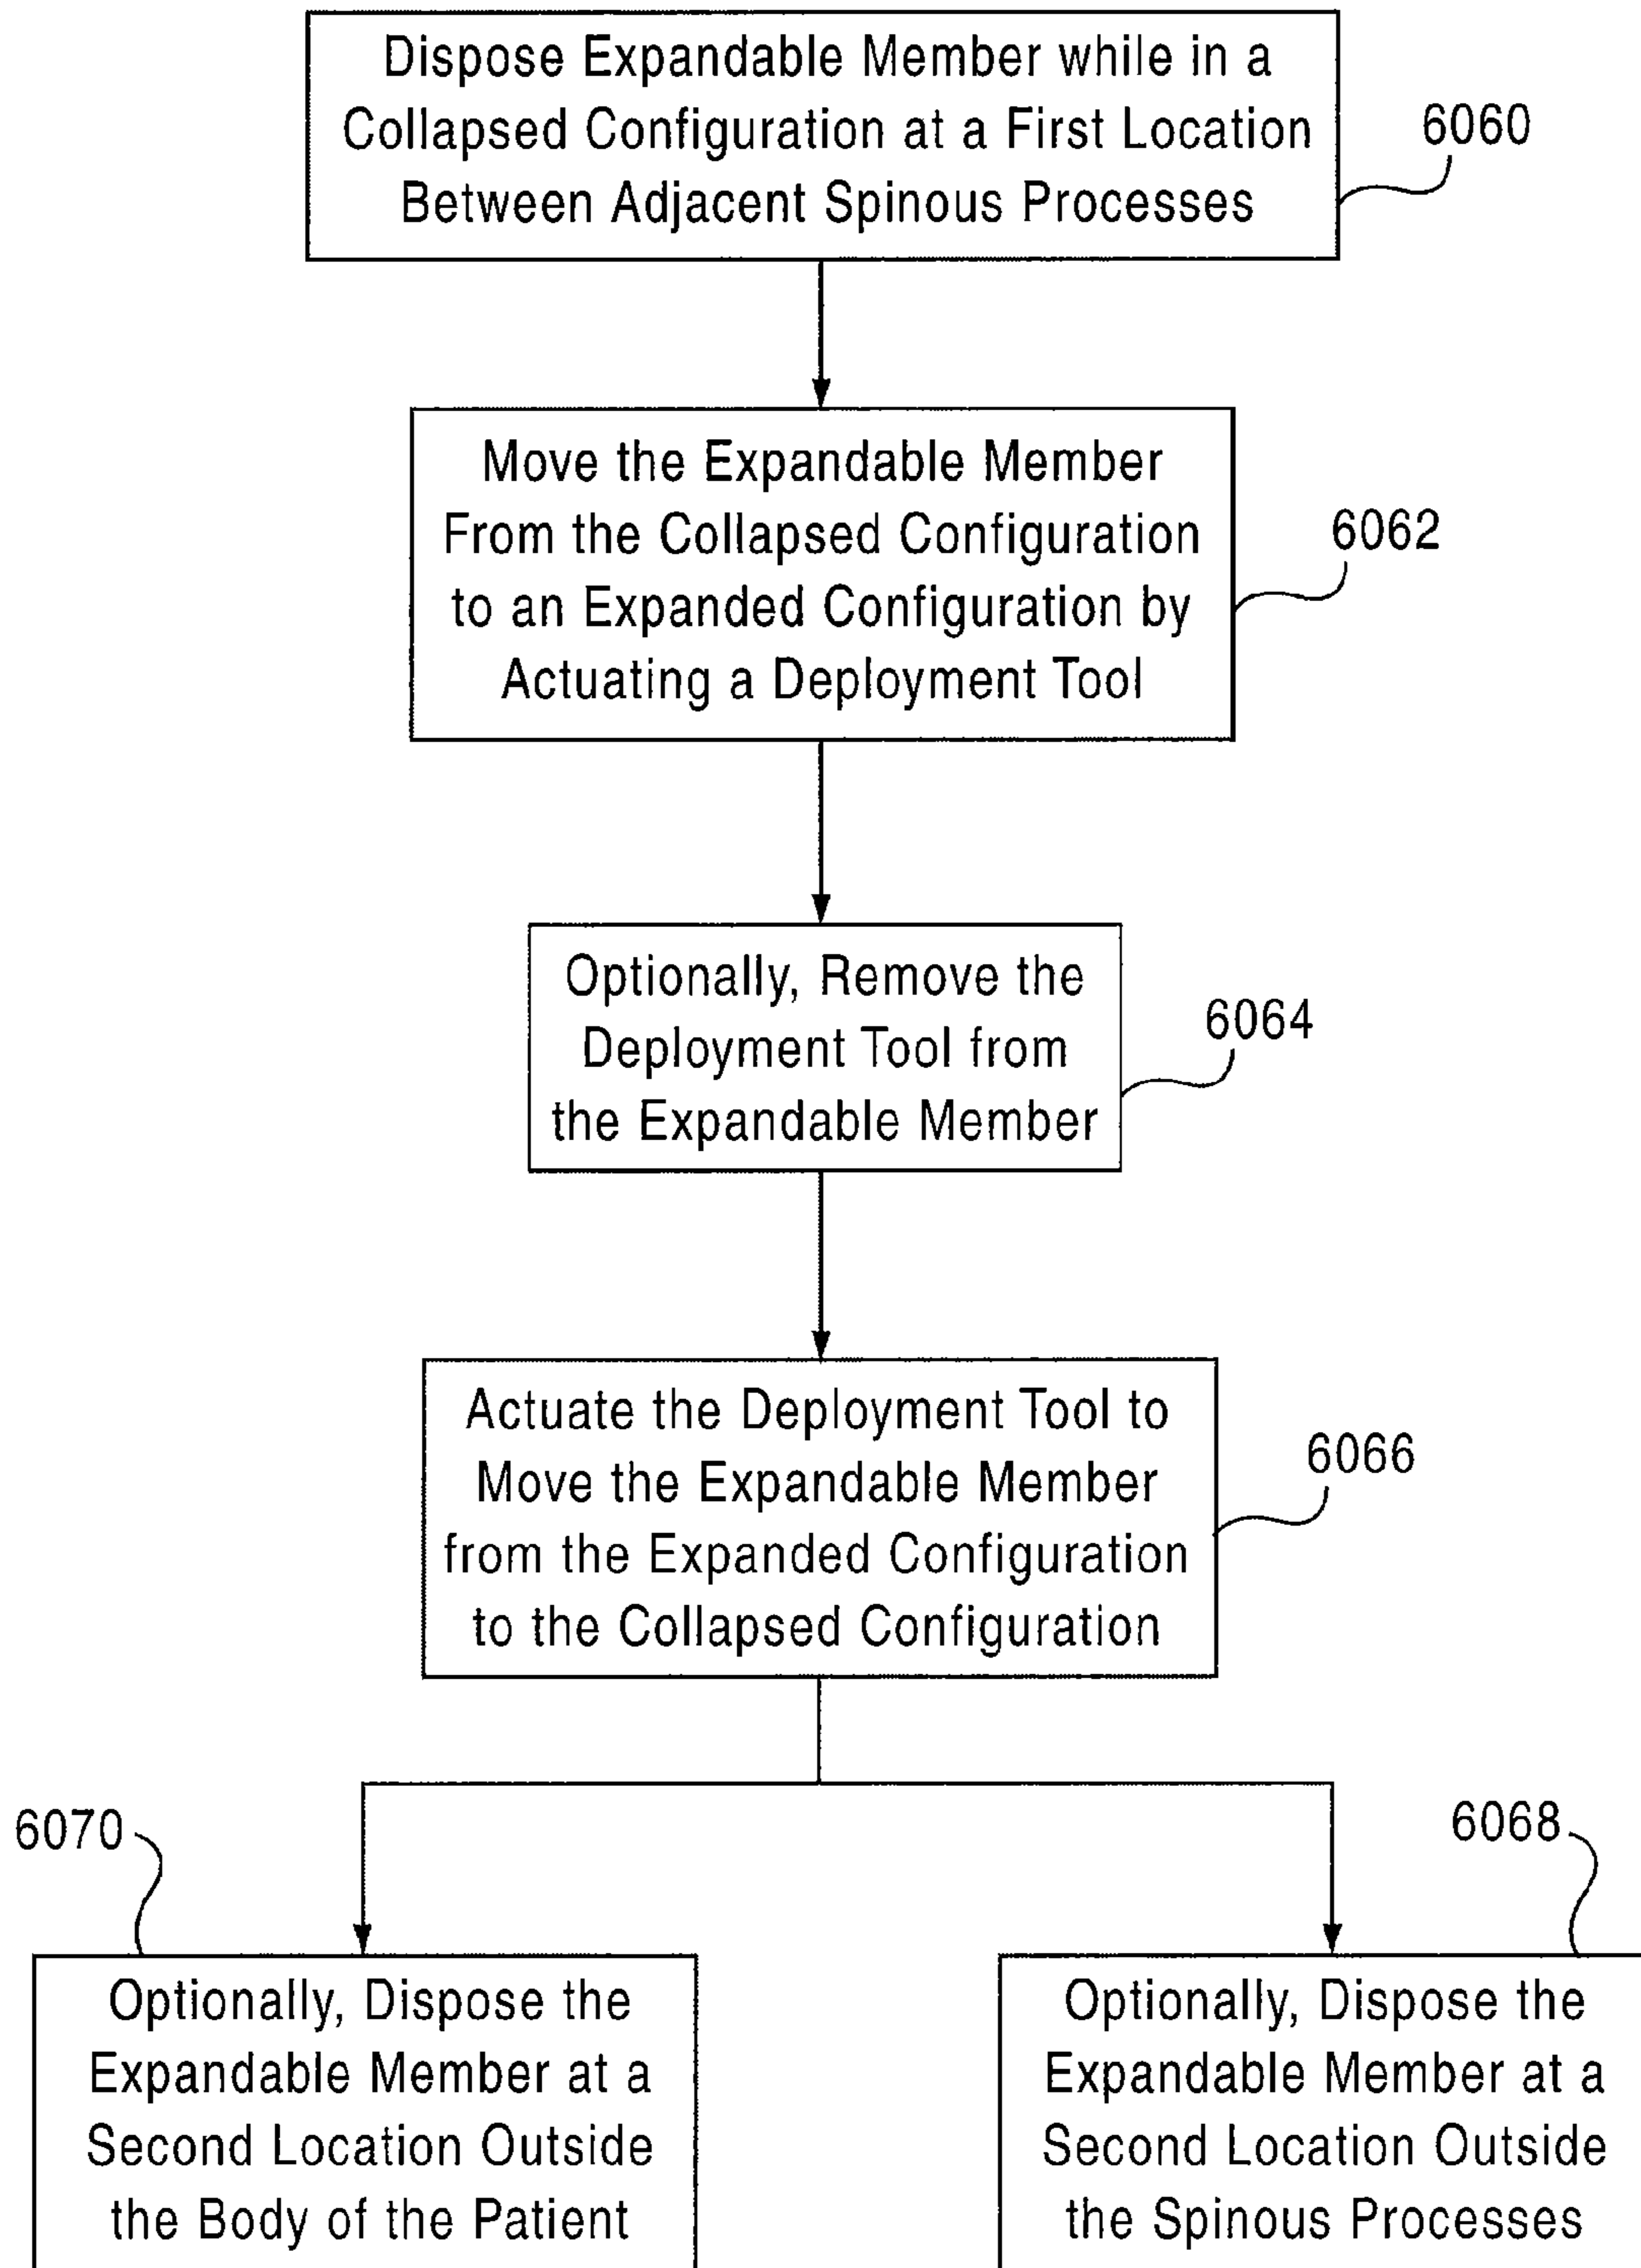 Dispose Expandable Member while in a
Collapsed Configuration at a First Location
Between Adjacent Spinous Processes
6060
Move the Expandable Member
From the Collapsed Configuration
to an Expanded Configuration by
Actuating a Deployment Tool
6062
Optionally, Remove the
Deployment Tool from
the Expandable Member
6064
Actuate the Deployment Tool to
Move the Expandable Member
from the Expanded Configuration
to the Collapsed Configuration
6066
6070
Optionally, Dispose the
Expandable Member at a
Second Location Outside
the Body of the Patient
6068
Optionally, Dispose the
Expandable Member at a
Second Location Outside
the Spinous Processes